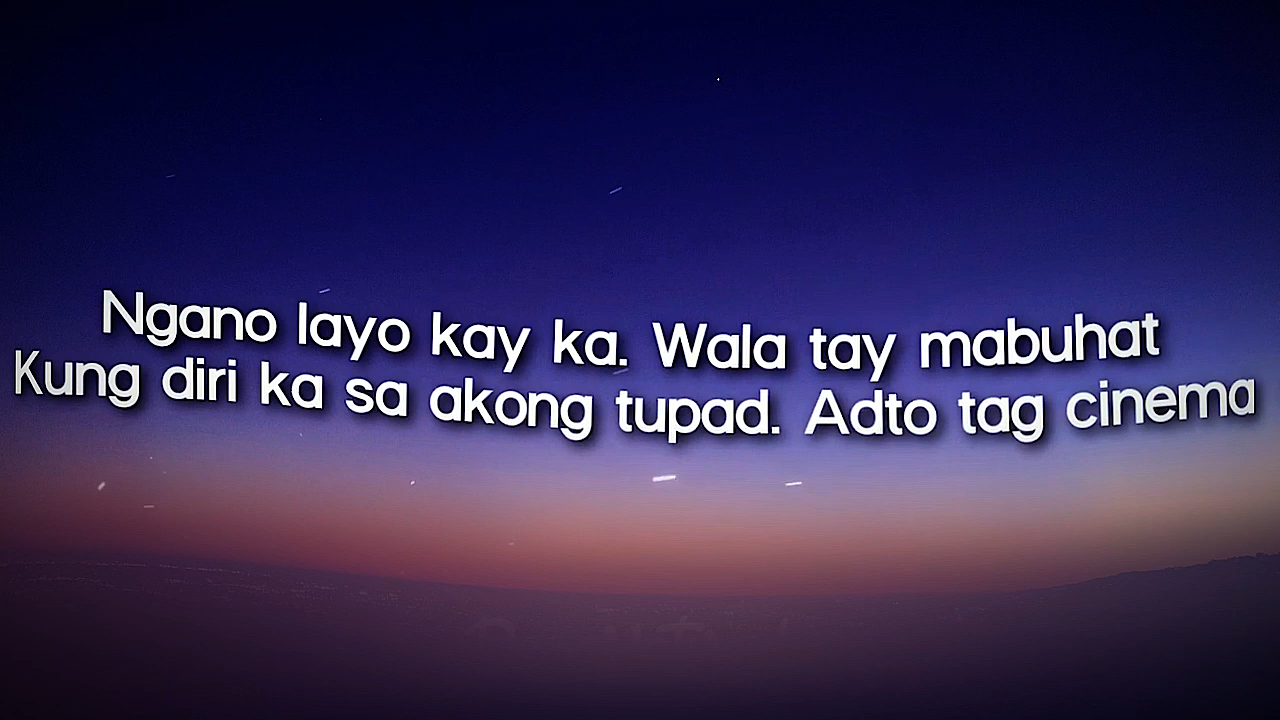 Ngano layo kay ka. Wala tay mabuhat
Kung diri ka sa akong tupad. Adto tag cinema